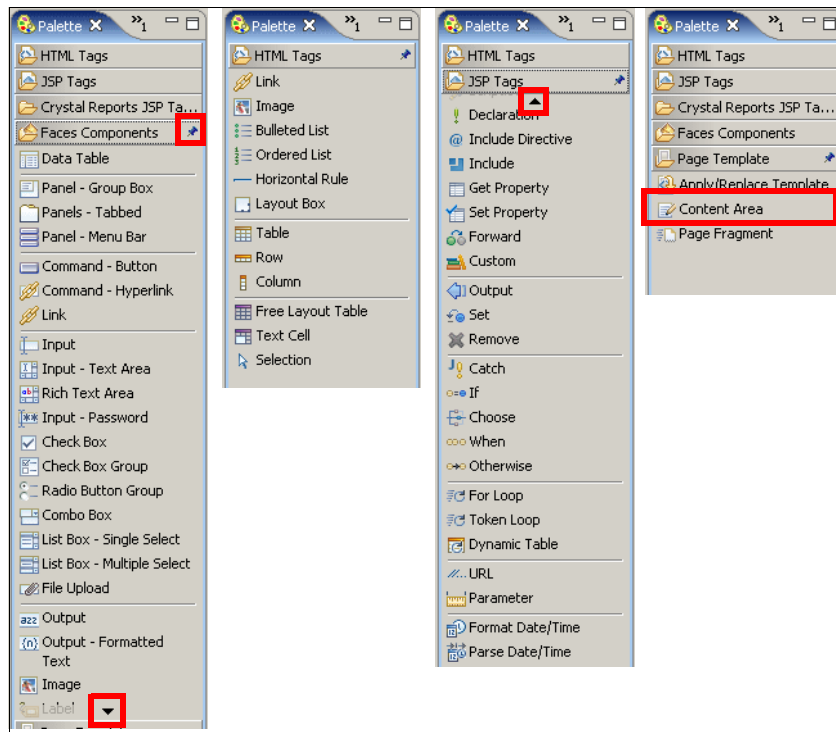 Palette
»1
HTML Tags
JSP Tags
Crystal Reports JSP Ta...
Faces Components
Data Table
Panel - Group Box
Panels - Tabbed
Panel - Menu Bar
Command - Button
Command - Hyperlink
Link
Input
Input - Text Area
Rich Text Area
Input - Password
Check Box
Check Box Group
Radio Button Group
Combo Box
List Box - Single Select
List Box - Multiple Select
File Upload
Output
Output - Formatted
Text
Image
Label
Palette
»1
HTML Tags
Link
Image
Bulleted List
Ordered List
Horizontal Rule
Layout Box
Table
Row
Column
Free Layout Table
Text Cell
Selection
Palette
»1
HTML Tags
JSP Tags
Declaration
Include Directive
Include
Get Property
Set Property
Forward
Custom
Output
Set
Remove
Catch
If
Choose
When
Otherwise
For Loop
Token Loop
Dynamic Table
URL
Parameter
Format Date/Time
Parse Date/Time
Palette
»1
HTML Tags
JSP Tags
Crystal Reports JSP Ta...
Faces Components
Page Template
Apply/Replace Template
Content Area
Page Fragment